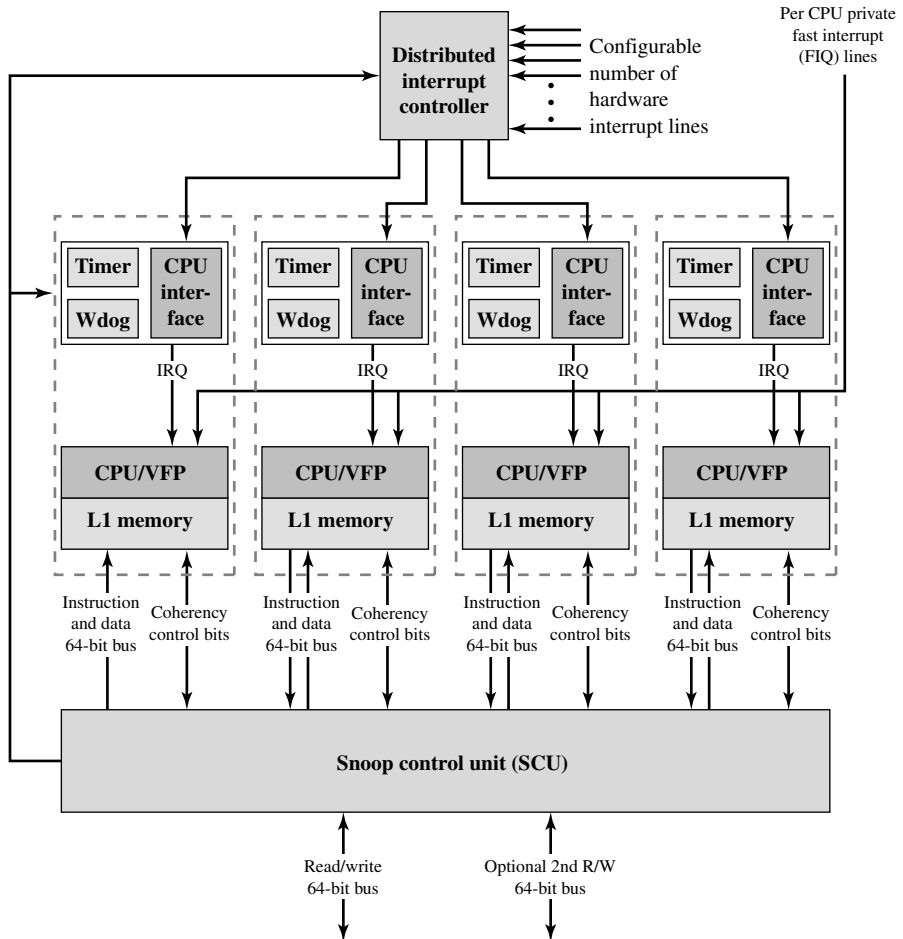 Distributed
interrupt
controller
Configurable
number of
hardware
interrupt lines
Per CPU private
fast interrupt
(FIQ) lines
Timer
Wdog
CPU
inter-
face
Timer
Wdog
CPU
inter-
face
Timer
Wdog
CPU
inter-
face
Timer
Wdog
CPU
inter-
face
IRQ
IRQ
IRQ
IRQ
CPU/VFP
L1 memory
CPU/VFP
L1 memory
CPU/VFP
L1 memory
CPU/VFP
L1 memory
Instruction
and data
64-bit bus
Coherency
control bits
Instruction
and data
64-bit bus
Coherency
control bits
Instruction
and data
64-bit bus
Coherency
control bits
Instruction
and data
64-bit bus
Coherency
control bits
Snoop control unit (SCU)
Read/write
64-bit bus
Optional 2nd R/W
64-bit bus